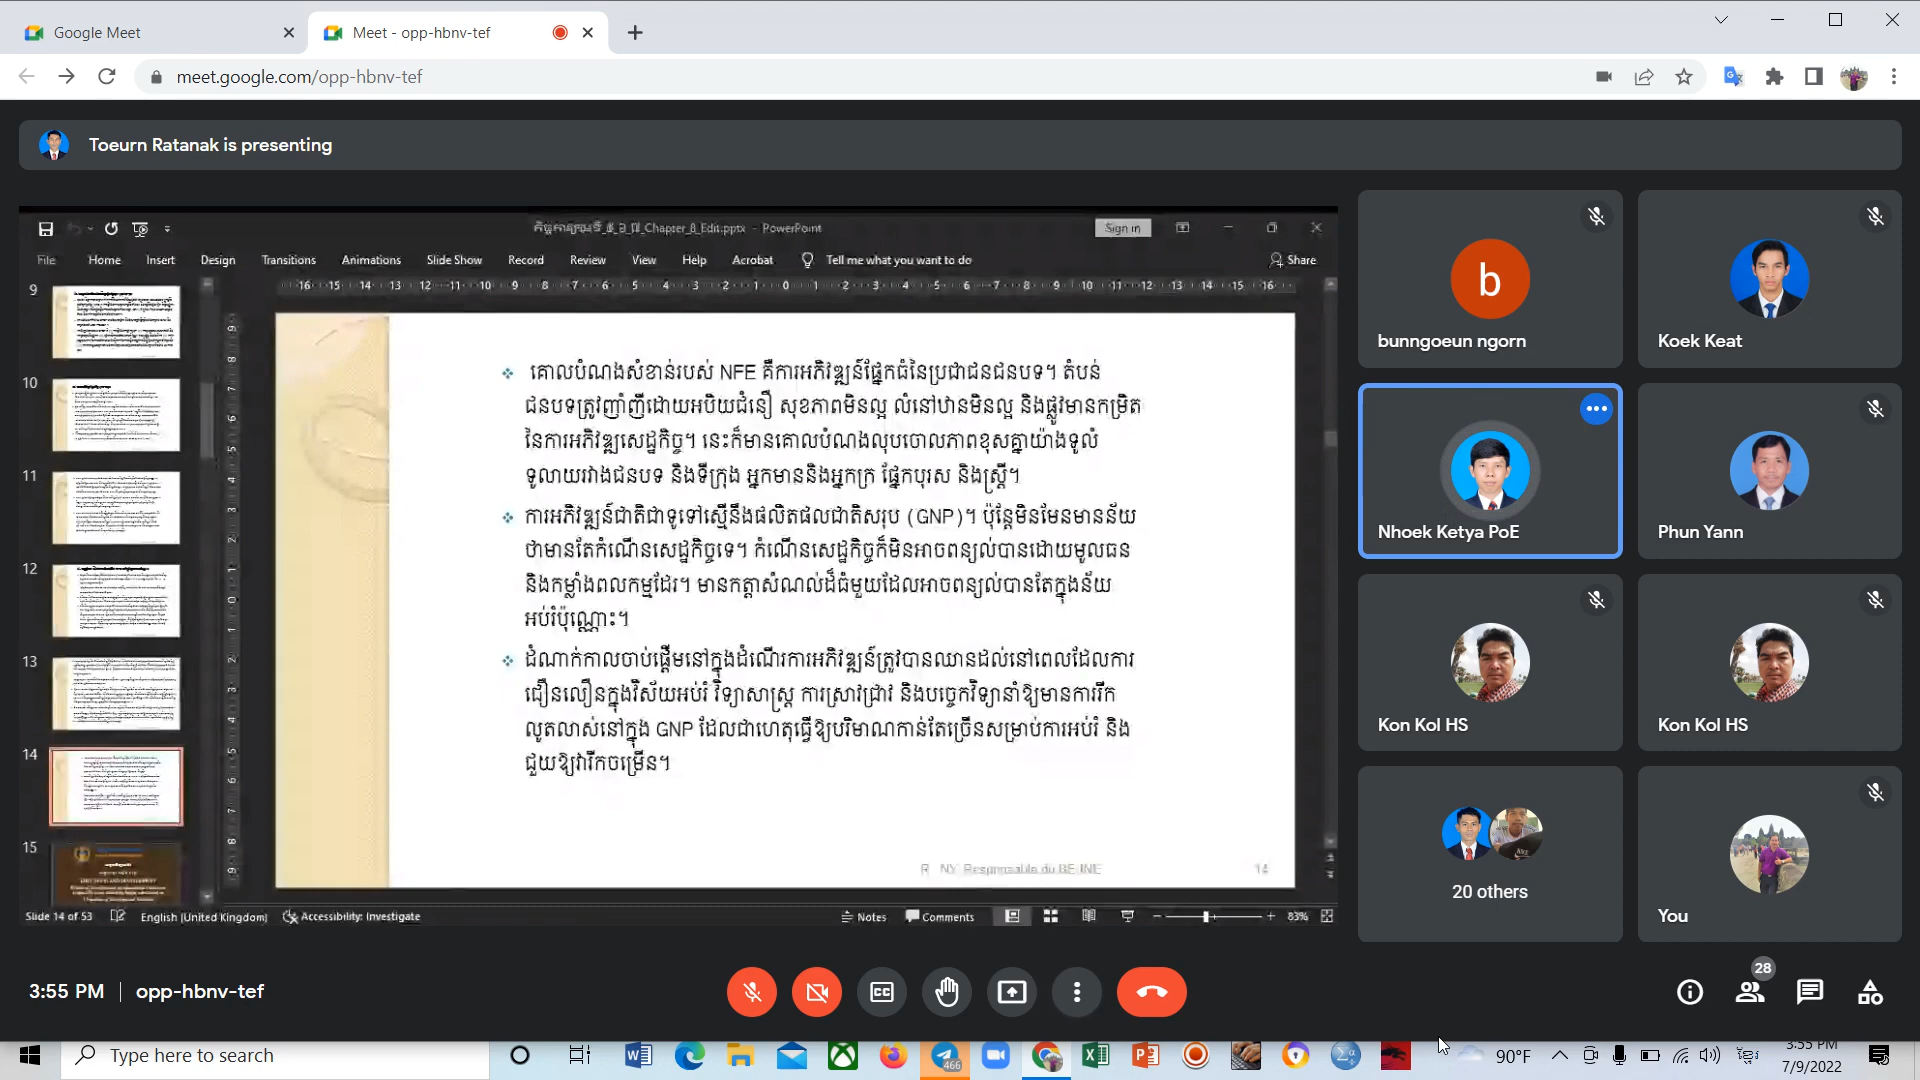 Google Meet
Meet - opp-hbnv-tef
meet.google.com/opp-hbnv-tef
Toeurn Ratanak is presenting
Chapter_8_Edit.pptx - PowerPoint
Sign in
File Home Insert Design Transitions Animations Slide Show Record Review View Help Acrobat Tell me what you want to do Share
គោលបំណងសំខាន់របស់ NFE គឺការអភិវឌ្ឍន៍ផ្នែកធំនៃប្រជាជនជនបទ។ តំបន់
ជនបទត្រូវញាំញីដោយអបិយជំនឿ សុខភាពមិនល្អ លំនៅឋានមិនល្អ និងផ្លូវមានកម្រិត
នៃការអភិវឌ្ឍសេដ្ឋកិច្ច។ នេះក៏មានគោលបំណងលុបចោលភាពខុសគ្នាយ៉ាងទូលំ
ទូលាយរវាងជនបទ និងទីក្រុង អ្នកមាននិងអ្នកក្រ ផ្នែកបុរស និងស្ត្រី។
ការអភិវឌ្ឍន៍ជាតិជាទូទៅស្មើនឹងផលិតផលជាតិសរុប (GNP)។ ប៉ុន្តែមិនមែនមានន័យ
ថាមានតែកំណើនសេដ្ឋកិច្ចទេ។ កំណើនសេដ្ឋកិច្ចក៏មិនអាចពន្យល់បានដោយមូលធន
និងកម្លាំងពលកម្មដែរ។ មានកត្តាសំណល់ដ៏ធំមួយដែលអាចពន្យល់បានតែក្នុងន័យ
អប់រំប៉ុណ្ណោះ។
ដំណាក់កាលចាប់ផ្តើមនៅក្នុងដំណើរការអភិវឌ្ឍន៍ត្រូវបានឈានដល់នៅពេលដែលការ
ជឿនលឿនក្នុងវិស័យអប់រំ វិទ្យាសាស្ត្រ ការស្រាវជ្រាវ និងបច្ចេកវិទ្យានាំឱ្យមានការរីក
លូតលាស់នៅក្នុង GNP ដែលជាហេតុធ្វើឱ្យបរិមាណកាន់តែច្រើនសម្រាប់ការអប់រំ និង
ជួយឱ្យវារីកចម្រើន។
Responsable du BE INE 14
9
10
11
12
13
14
15
Slide 14 of 53 English (United Kingdom) Accessibility: Investigate Notes Comments 83%
b
bunngoeun ngorn
Koek Keat
Nhoek Ketya PoE
Phun Yann
Kon Kol HS
Kon Kol HS
20 others
You
3:55 PM | opp-hbnv-tef
28
Type here to search
466
90°F
ខ្មែរ
3:55 PM
7/9/2022